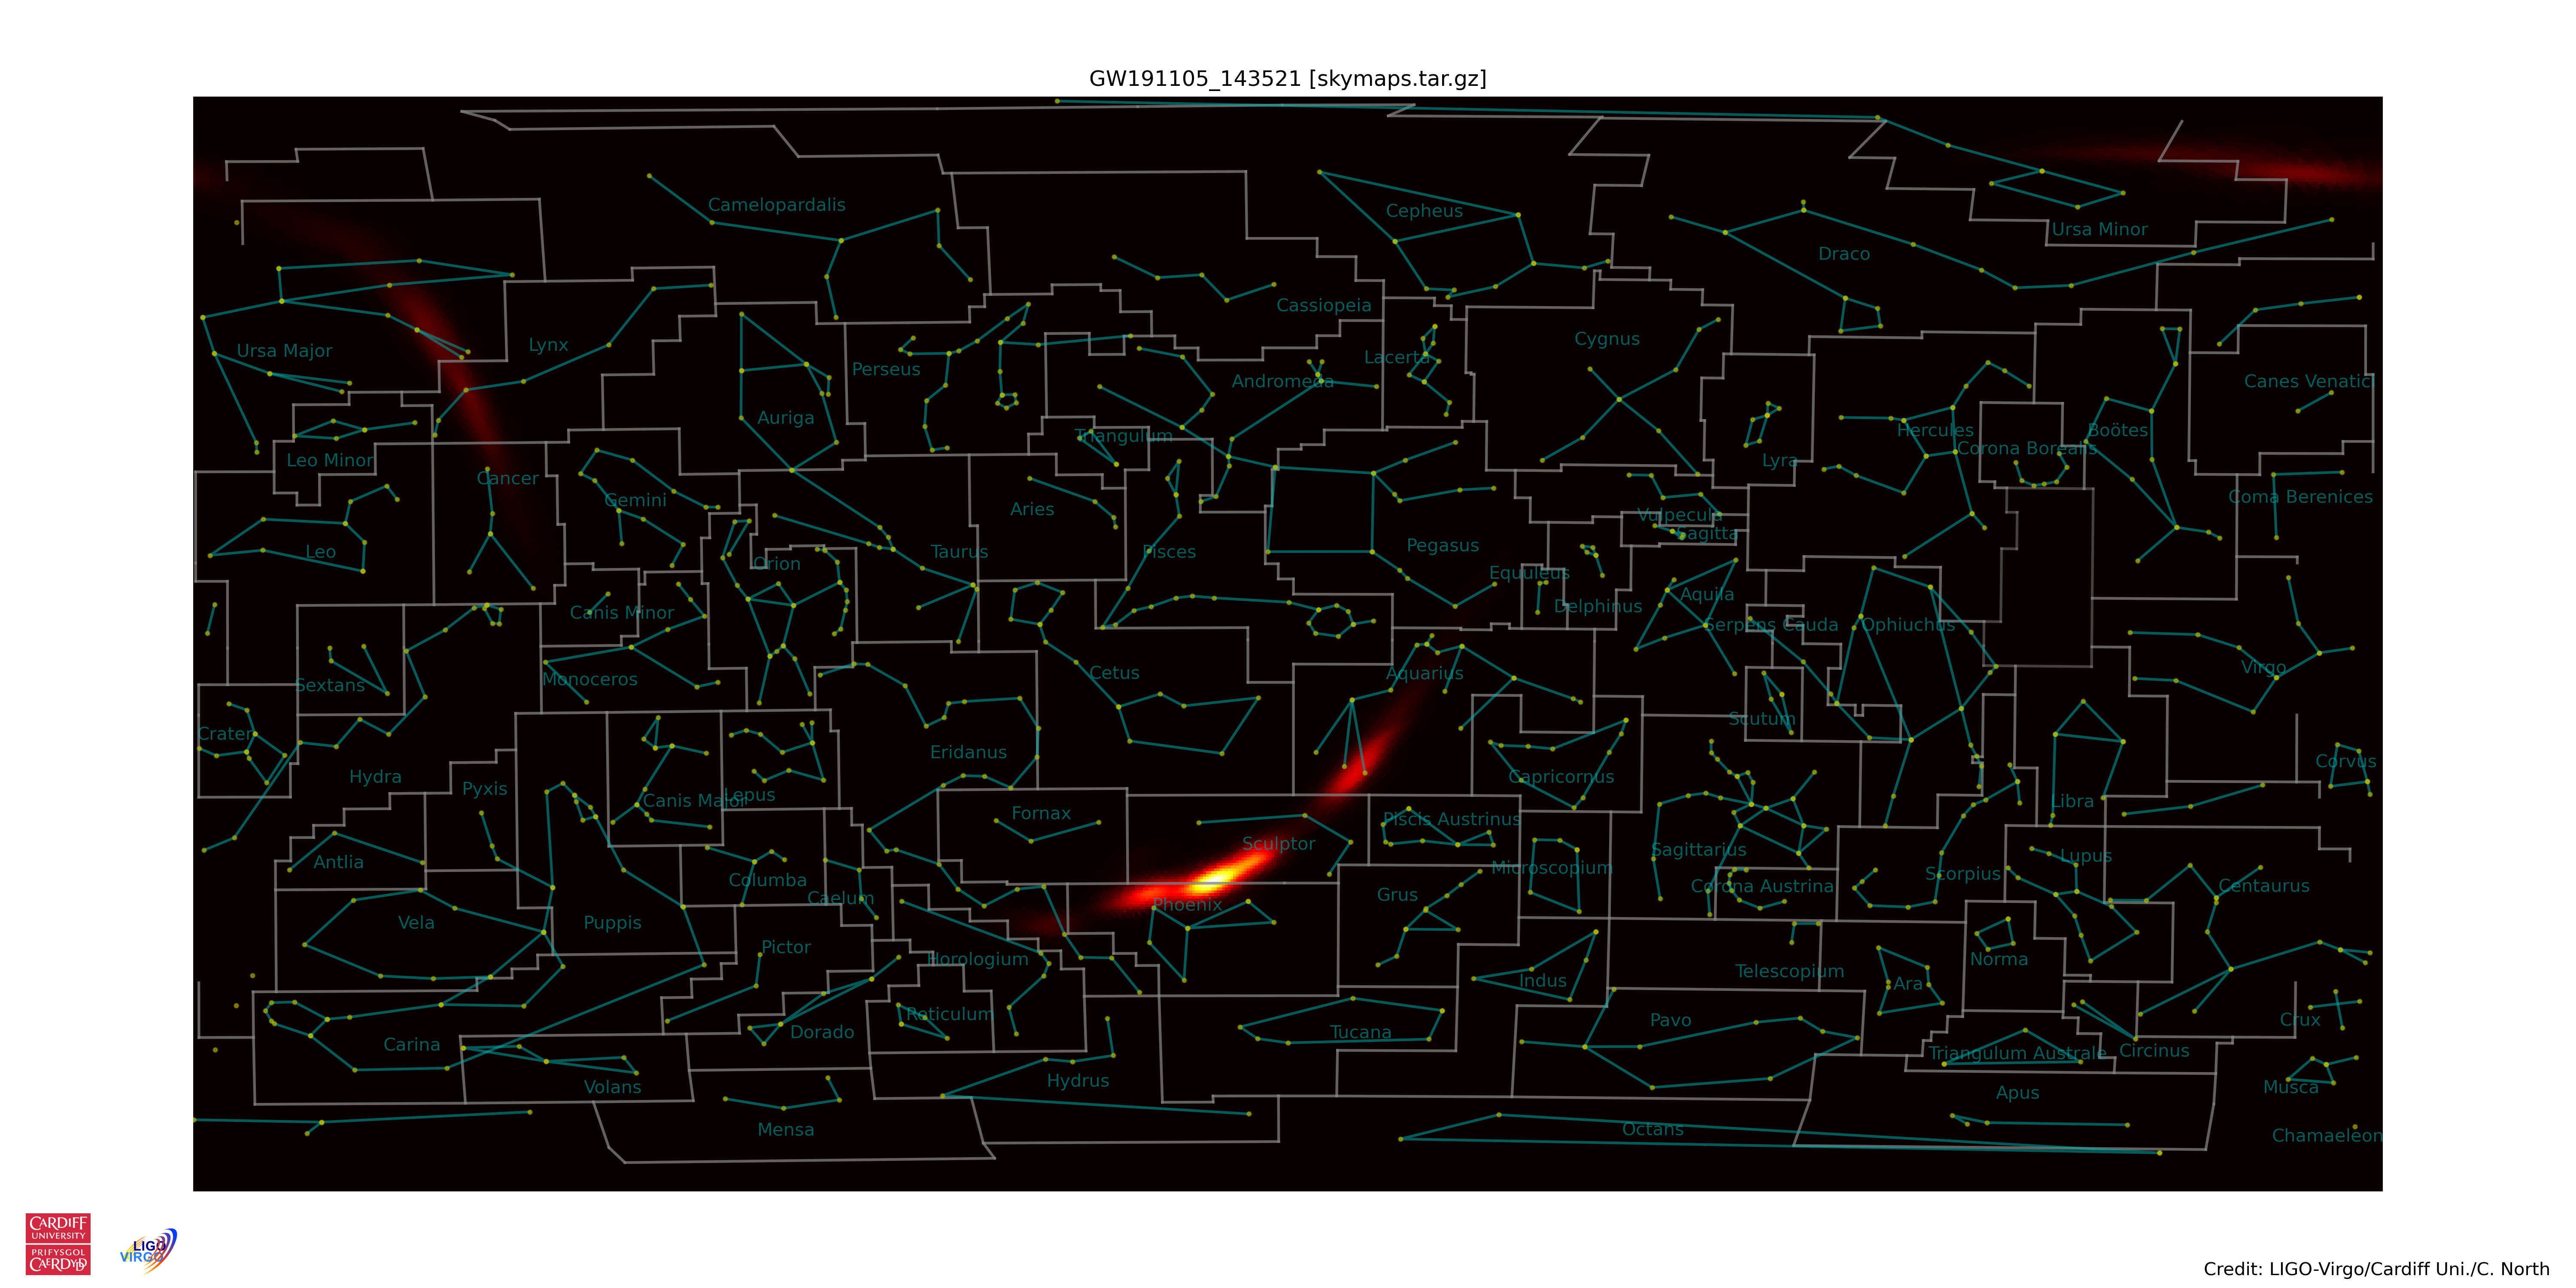 GW191105_143521 [skymaps.tar.gz]
Camelopardalis
Cepheus
Ursa Minor
Draco
Cassiopeia
Ursa Major
Lynx
Perseus
Lacerta
Cygnus
Andromeda
Canes Venatici
Auriga
Triangulum
Hercules
Boötes
Corona Borealis
Leo Minor
Lyra
Cancer
Gemini
Coma Berenices
Aries
Vulpecula
Sagitta
Leo
Orion
Taurus
Pisces
Pegasus
Equuleus
Canis Minor
Delphinus
Aquila
Serpens Cauda
Ophiuchus
Sextans
Monoceros
Cetus
Aquarius
Virgo
Crater
Scutum
Hydra
Pyxis
Eridanus
Capricornus
Corvus
Canis Major
Lepus
Fornax
Libra
Piscis Austrinus
Antlia
Sculptor
Sagittarius
Lupus
Columba
Microscopium
Scorpius
Corona Austrina
Centaurus
Caelum
Phoenix
Grus
Vela
Puppis
Pictor
Horologium
Indus
Telescopium
Norma
Ara
Reticulum
Carina
Dorado
Tucana
Pavo
Crux
Triangulum Australe
Circinus
Volans
Hydrus
Apus
Musca
Mensa
Octans
Chamaeleon
CARDIFF
UNIVERSITY
PRIFYSGOL
CAERDYDD
LIGO
VIRGO
Credit: LIGO-Virgo/Cardiff Uni./C. North